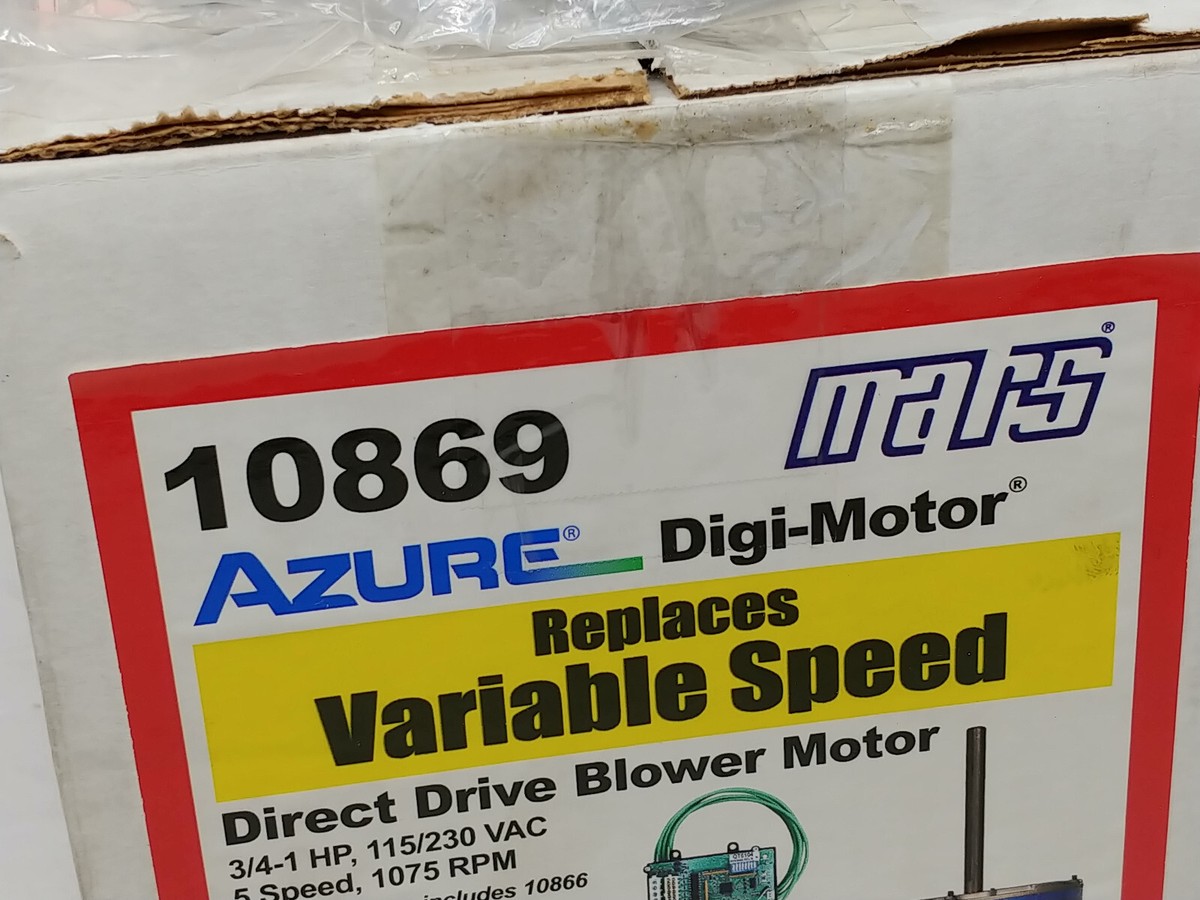 10869
mars®
AZURE® Digi-Motor®
Replaces
Variable Speed
Direct Drive Blower Motor
3/4-1 HP, 115/230 VAC
5 Speed, 1075 RPM
includes 10866